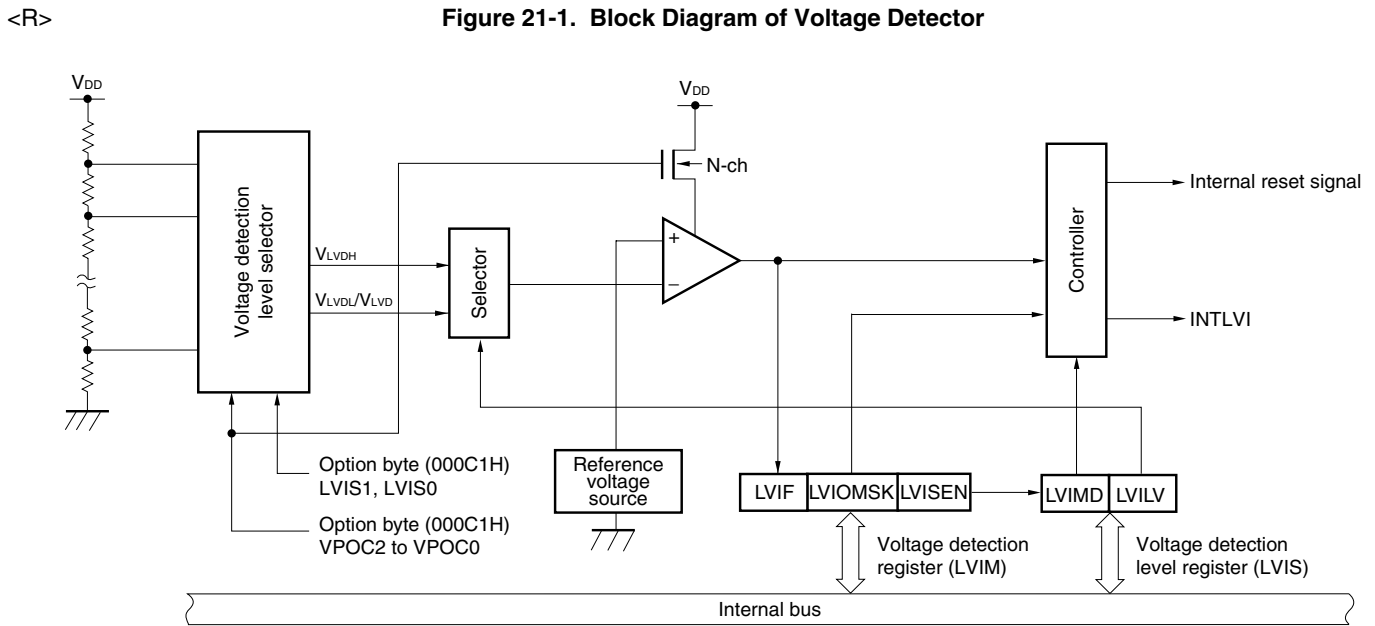 <R>
Figure 21-1. Block Diagram of Voltage Detector
VDD
VDD
N-ch
Voltage detection
level selector
VLVDH
VLVDL/VLVD
Selector
+
–
Controller
Internal reset signal
INTLVI
Option byte (000C1H)
LVIS1, LVIS0
Option byte (000C1H)
VPOC2 to VPOC0
Reference
voltage
source
LVIF
LVIOMSK
LVISEN
LVIMD
LVILV
Voltage detection
register (LVIM)
Voltage detection
level register (LVIS)
Internal bus